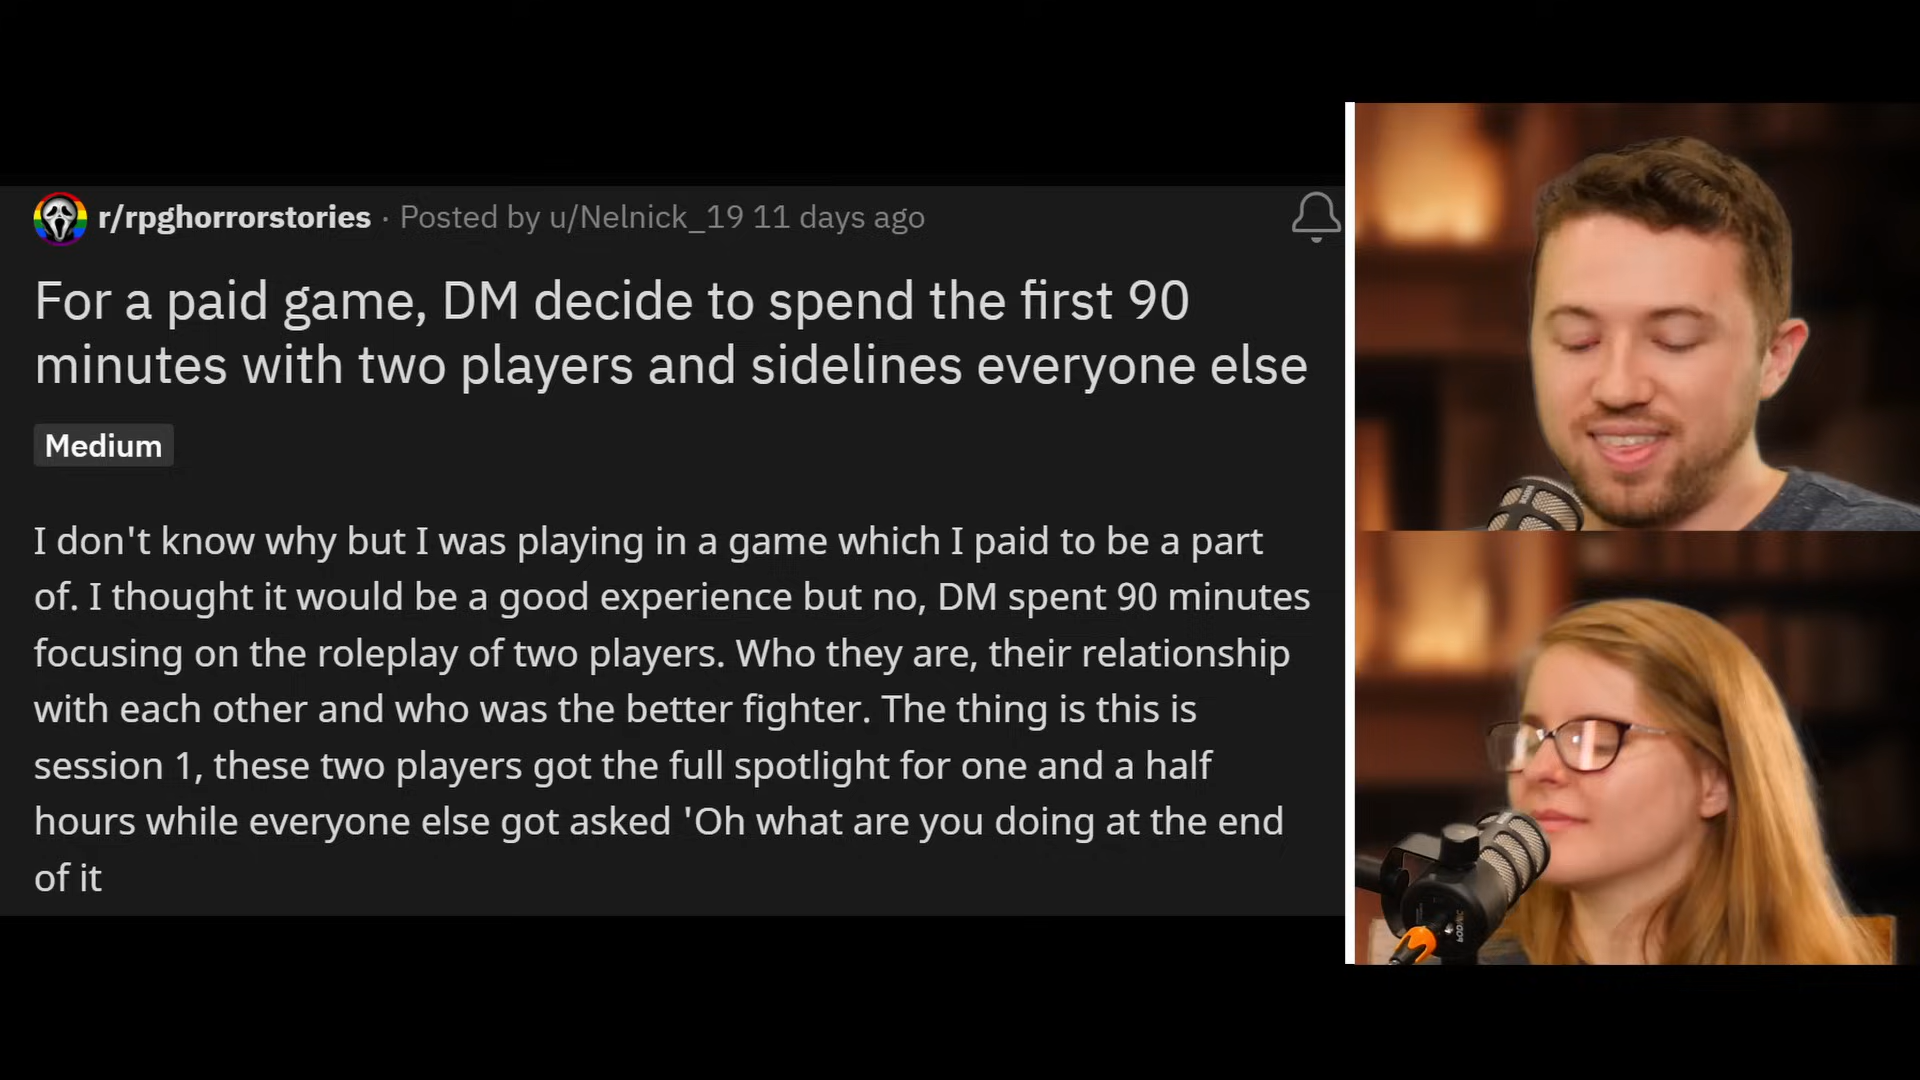 r/rpghorrorstories · Posted by u/Nelnick_19 11 days ago
For a paid game, DM decide to spend the first 90
minutes with two players and sidelines everyone else
Medium
I don't know why but I was playing in a game which I paid to be a part
of. I thought it would be a good experience but no, DM spent 90 minutes
focusing on the roleplay of two players. Who they are, their relationship
with each other and who was the better fighter. The thing is this is
session 1, these two players got the full spotlight for one and a half
hours while everyone else got asked 'Oh what are you doing at the end
of it